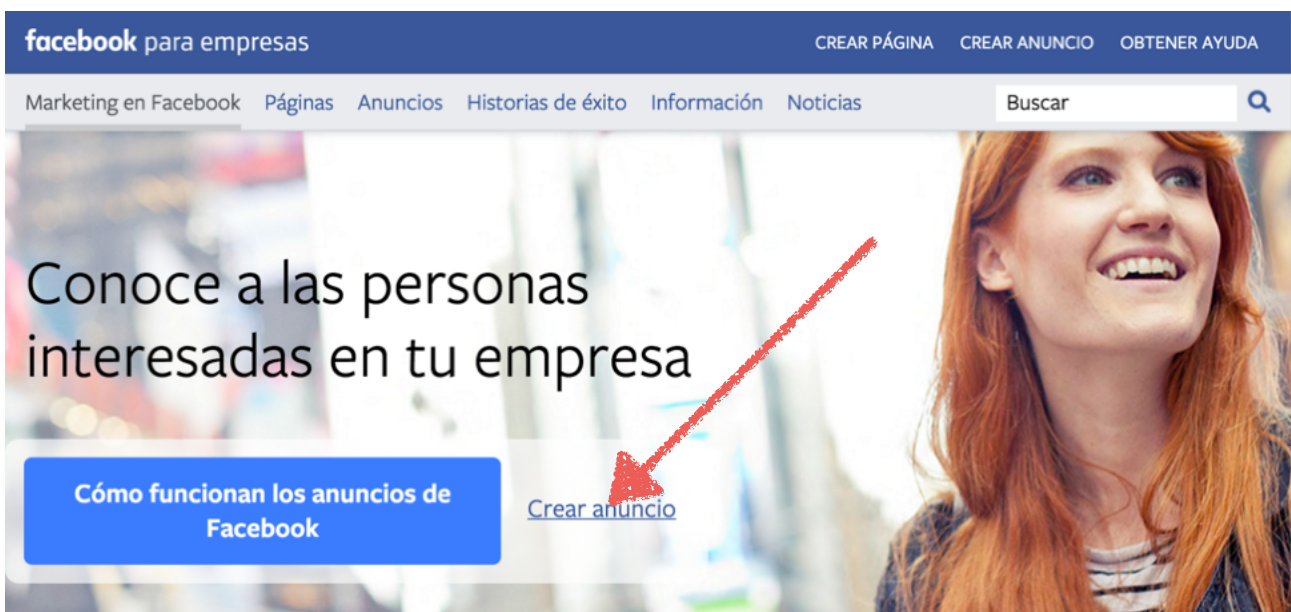 facebook para empresas
CREAR PÁGINA CREAR ANUNCIO OBTENER AYUDA
Marketing en Facebook Páginas Anuncios Historias de éxito Información Noticias Buscar
Conoce a las personas
interesadas en tu empresa
Cómo funcionan los anuncios de
Facebook
Crear anuncio